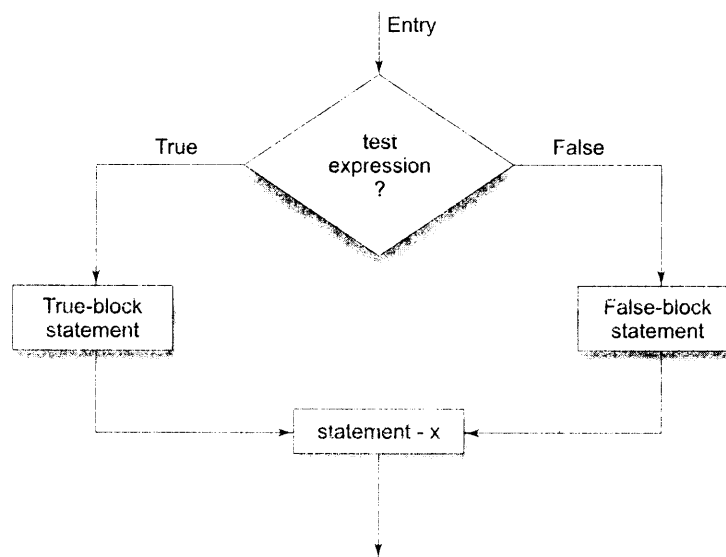 Entry
True
test
expression
?
False
True-block
statement
False-block
statement
statement - x